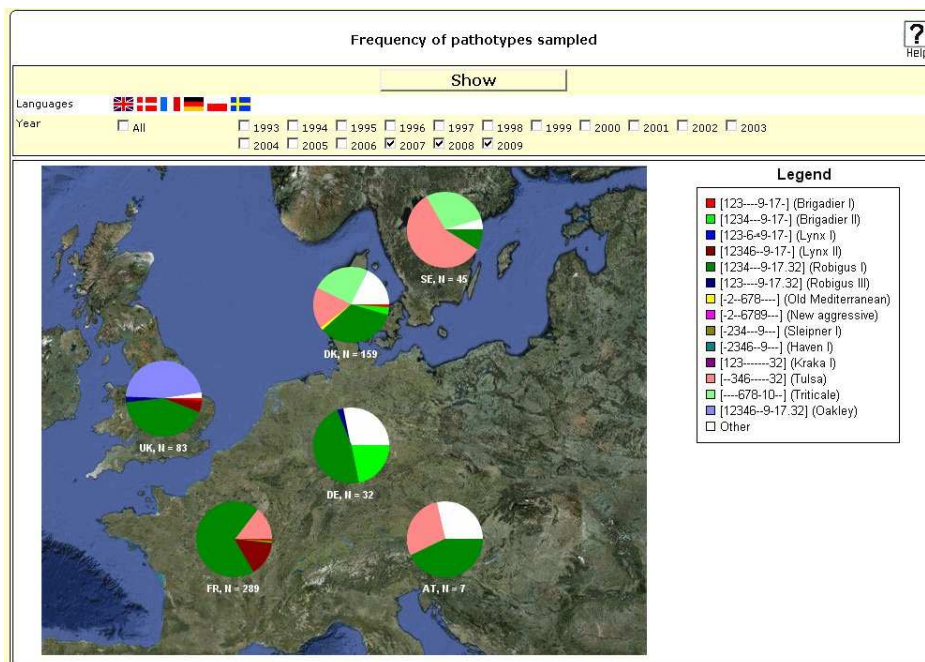 Frequency of pathotypes sampled
?
Help
Show
Languages
Year
All
1993 1994 1995 1996 1997 1998 1999 2000 2001 2002 2003
2004 2005 2006 2007 2008 2009
Legend
[123----9-17-] (Brigadier I)
[1234---9-17-] (Brigadier II)
[123-6-*9-17-] (Lynx I)
[12346--9-17-] (Lynx II)
[1234---9-17.32] (Robigus I)
[123----9-17.32] (Robigus III)
[-2--678----] (Old Mediterranean)
[-2--6789---] (New aggressive)
[-234---9---] (Sleipner I)
[-2346--9---] (Haven I)
[123-------32] (Kraka I)
[--346-----32] (Tulsa)
[----678-10--] (Triticale)
[12346--9-17.32] (Oakley)
Other
SE, N = 45
DK, N = 159
UK, N = 83
DE, N = 32
FR, N = 289
AT, N = 7